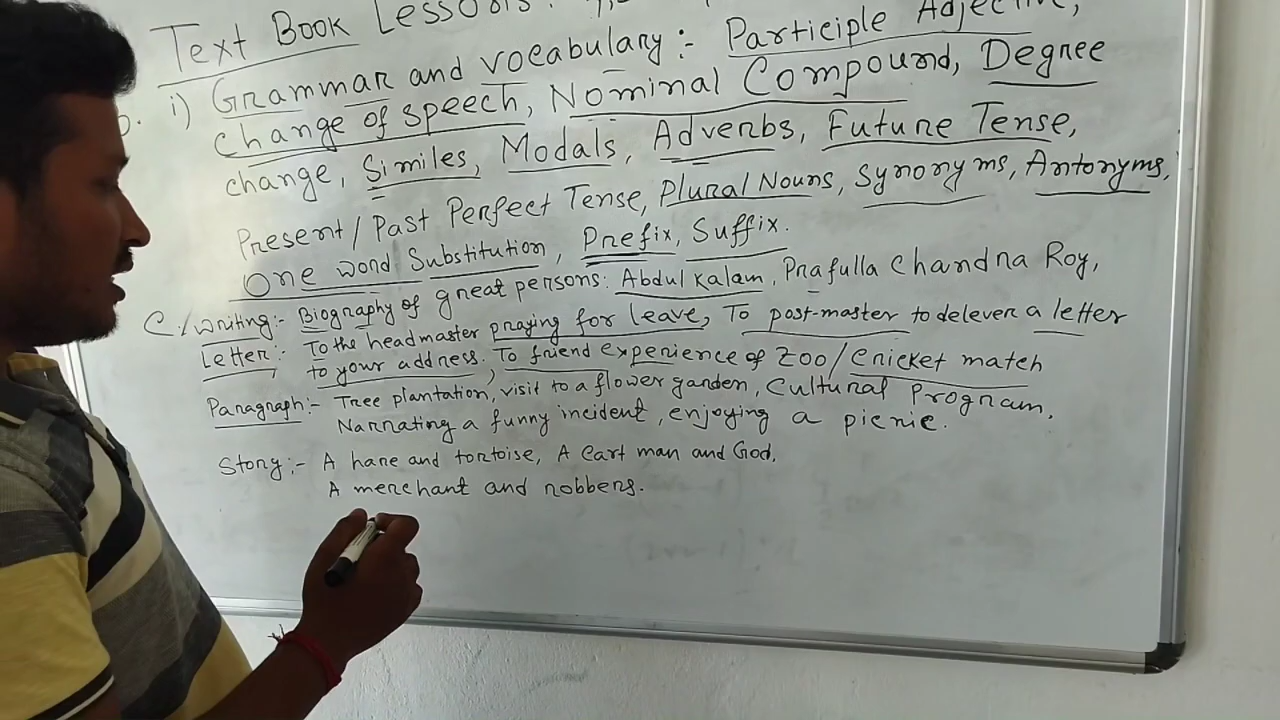 Text Book Lessons:
b. i) Grammar and vocabulary:- Participle Adjective,
Change of speech, Nominal Compound, Degree
change, Similes, Modals, Adverbs, Future Tense,
Present/Past Perfect Tense, Plural Nouns, Synonyms, Antonyms,
One word Substitution, Prefix, Suffix.
C./ Writing:- Biography of great persons: Abdul Kalam, Prafulla Chandra Roy,
Letter:- To the headmaster praying for leave, To post-master to delever a letter
to your address. To friend experience of zoo/cricket match
Paragraph:- Tree plantation, visit to a flower garden, Cultural Program,
Narrating a funny incident, enjoying a picnic.
Story:- A hare and tortoise, A Cart man and God,
A merchant and robbers.